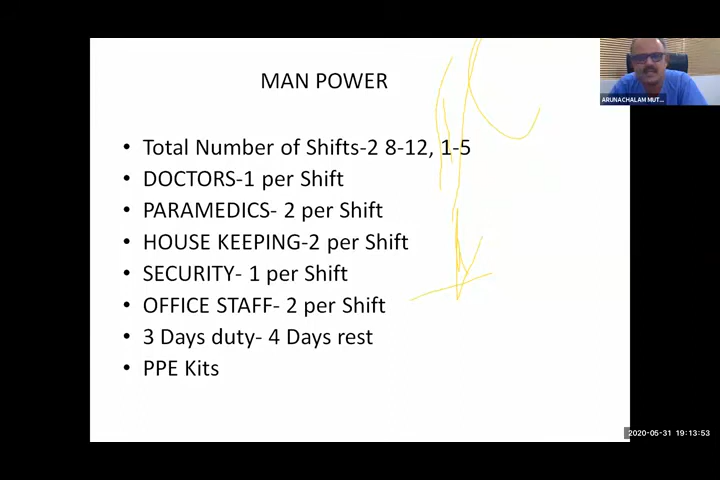 MAN POWER
• Total Number of Shifts-2 8-12, 1-5
• DOCTORS-1 per Shift
• PARAMEDICS- 2 per Shift
• HOUSE KEEPING-2 per Shift
• SECURITY- 1 per Shift
• OFFICE STAFF- 2 per Shift
• 3 Days duty- 4 Days rest
• PPE Kits
ARUNACHALAM MUT...
2020-05-31 19:13:53